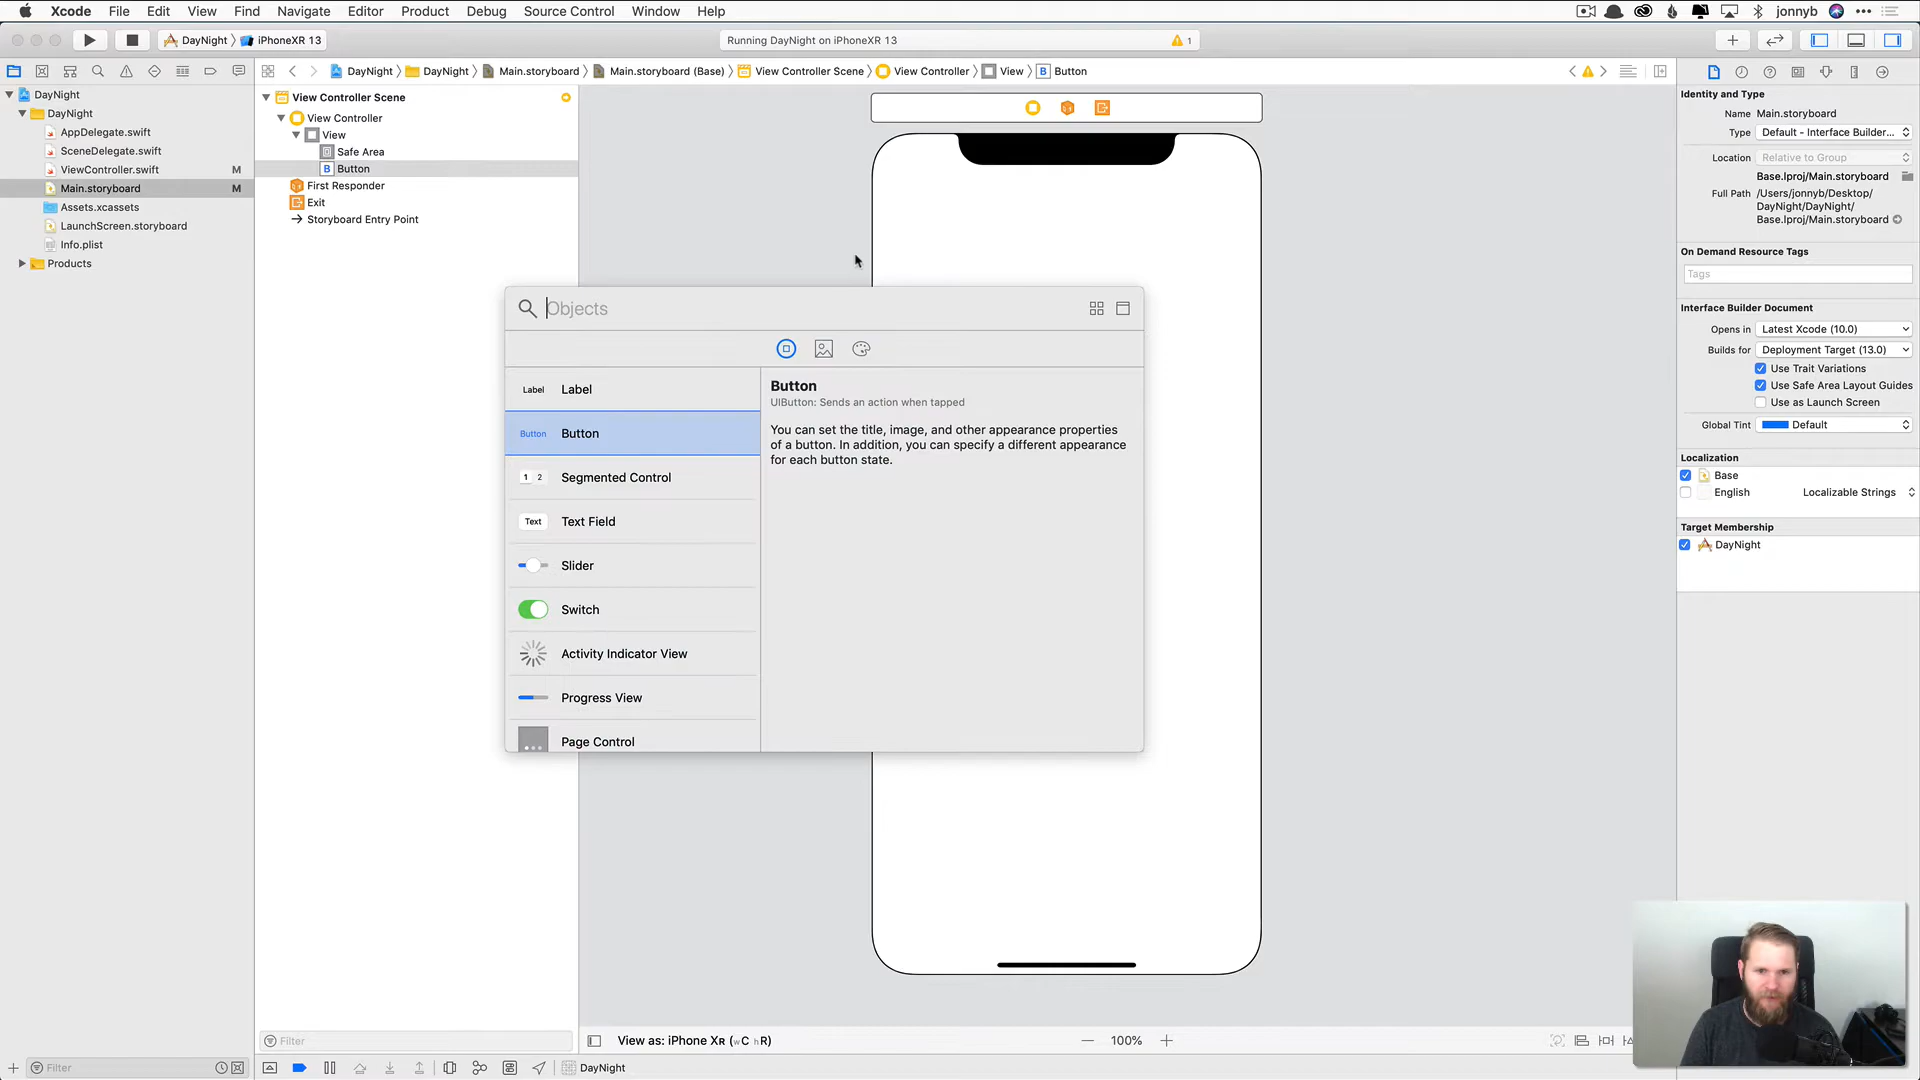 Xcode File Edit View Find Navigate Editor Product Debug Source Control Window Help jonnyb
DayNight iPhoneXR 13 Running DayNight on iPhoneXR 13 1
DayNight DayNight Main.storyboard Main.storyboard (Base) View Controller Scene View Controller View B Button
DayNight
DayNight
AppDelegate.swift
SceneDelegate.swift
ViewController.swift M
Main.storyboard M
Assets.xcassets
LaunchScreen.storyboard
Info.plist
Products
View Controller Scene
View Controller
View
Safe Area
B Button
First Responder
Exit
Storyboard Entry Point
Objects
Label Label
Button Button
1 2 Segmented Control
Text Text Field
Slider
Switch
Activity Indicator View
Progress View
Page Control
Button
UIButton: Sends an action when tapped
You can set the title, image, and other appearance properties
of a button. In addition, you can specify a different appearance
for each button state.
Identity and Type
Name Main.storyboard
Type Default - Interface Builder...
Location Relative to Group
Base.lproj/Main.storyboard
Full Path /Users/jonnyb/Desktop/
DayNight/DayNight/
Base.lproj/Main.storyboard
On Demand Resource Tags
Tags
Interface Builder Document
Opens in Latest Xcode (10.0)
Builds for Deployment Target (13.0)
Use Trait Variations
Use Safe Area Layout Guides
Use as Launch Screen
Global Tint Default
Localization
Base
English Localizable Strings
Target Membership
DayNight
Filter View as: iPhone XR (wC hR) 100%
Filter DayNight